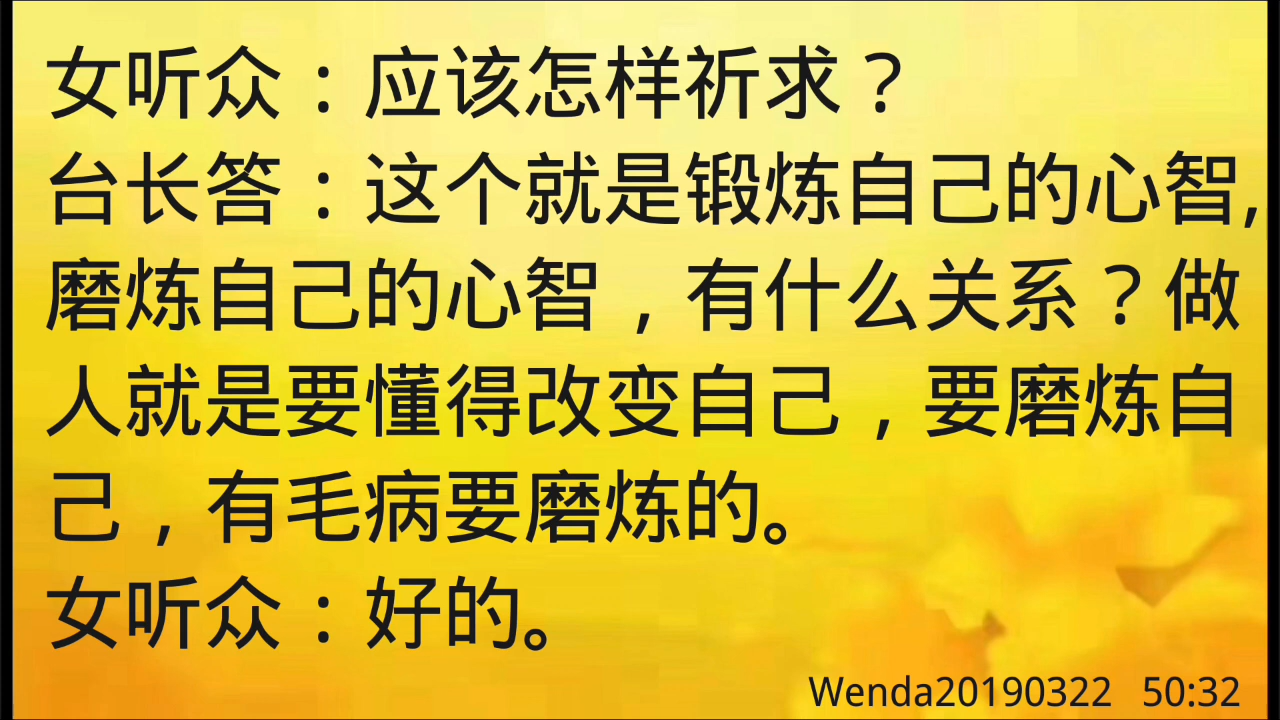 女听众：应该怎样祈求？
台长答：这个就是锻炼自己的心智,
磨炼自己的心智，有什么关系？做
人就是要懂得改变自己，要磨炼自
己，有毛病要磨炼的。
女听众：好的。
Wenda20190322 50:32